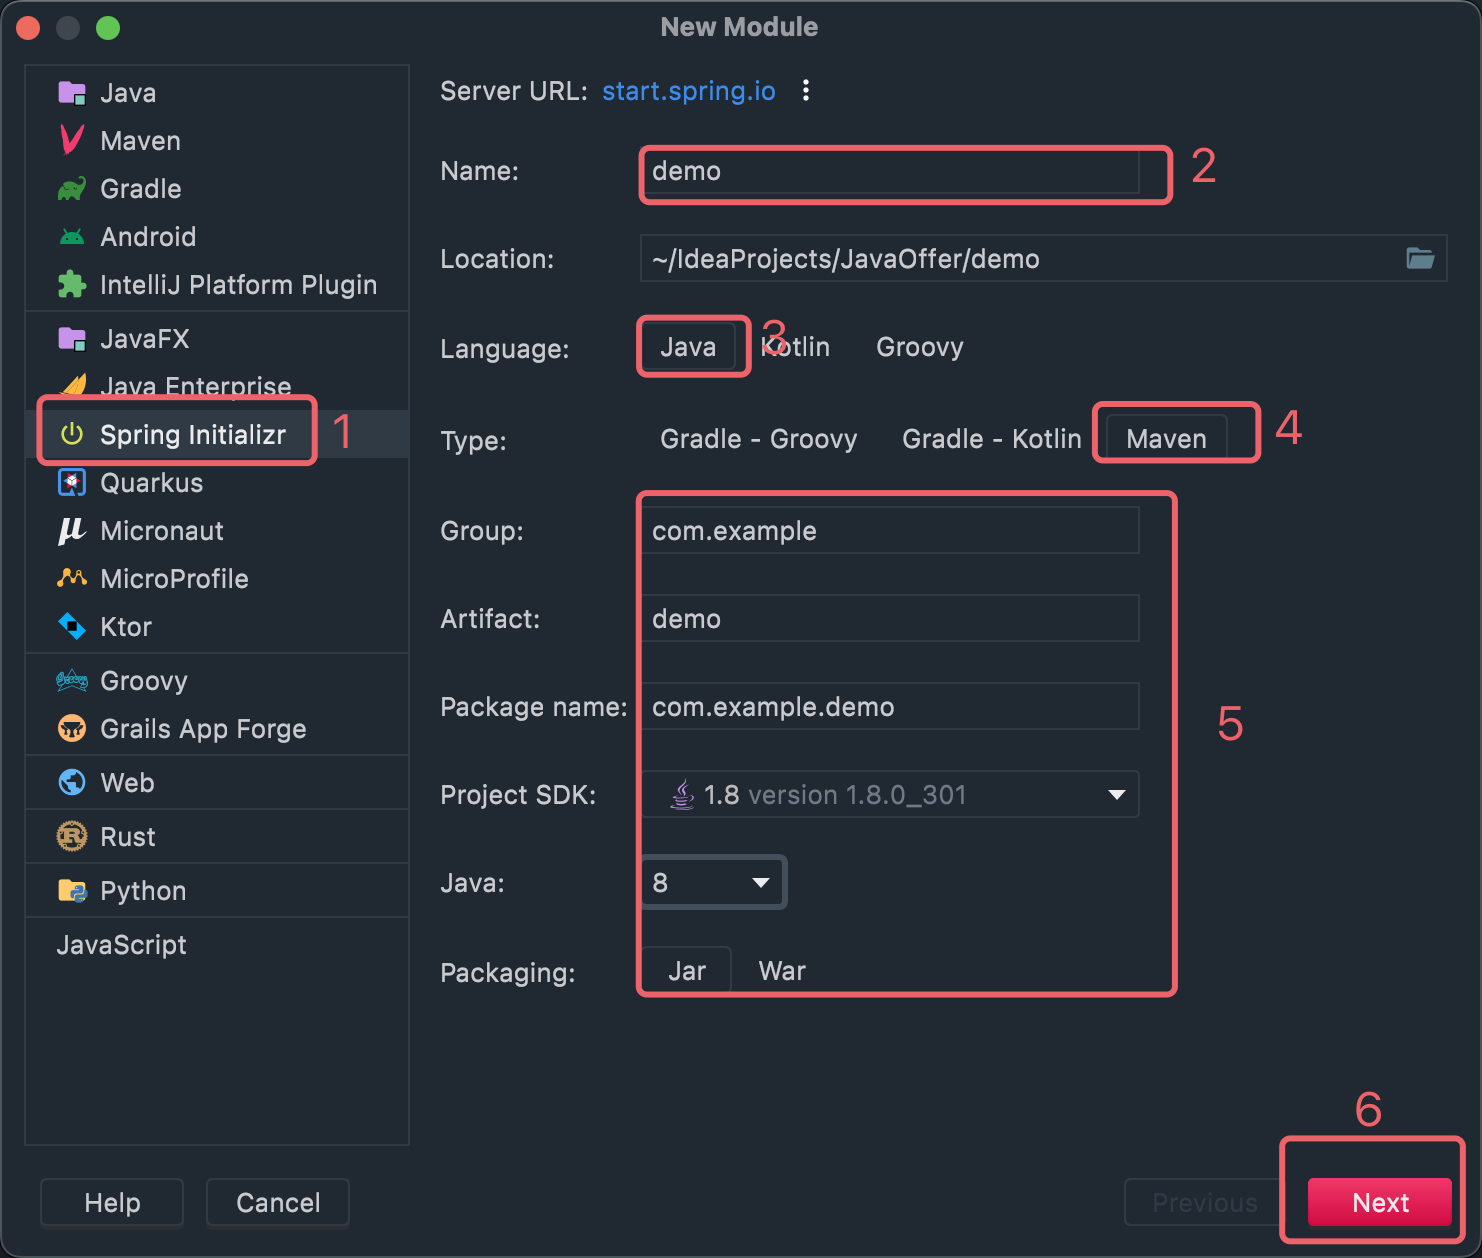 New Module
Java
Maven
Gradle
Android
IntelliJ Platform Plugin
JavaFX
Java Enterprise
Spring Initializr 1
Quarkus
Micronaut
MicroProfile
Ktor
Groovy
Grails App Forge
Web
Rust
Python
JavaScript
Server URL: start.spring.io
Name: demo 2
Location: ~/IdeaProjects/JavaOffer/demo
Language: Java 3 Kotlin Groovy
Type: Gradle - Groovy Gradle - Kotlin Maven 4
Group: com.example
Artifact: demo
Package name: com.example.demo 5
Project SDK: 1.8 version 1.8.0_301
Java: 8
Packaging: Jar War
6
Help Cancel Previous Next